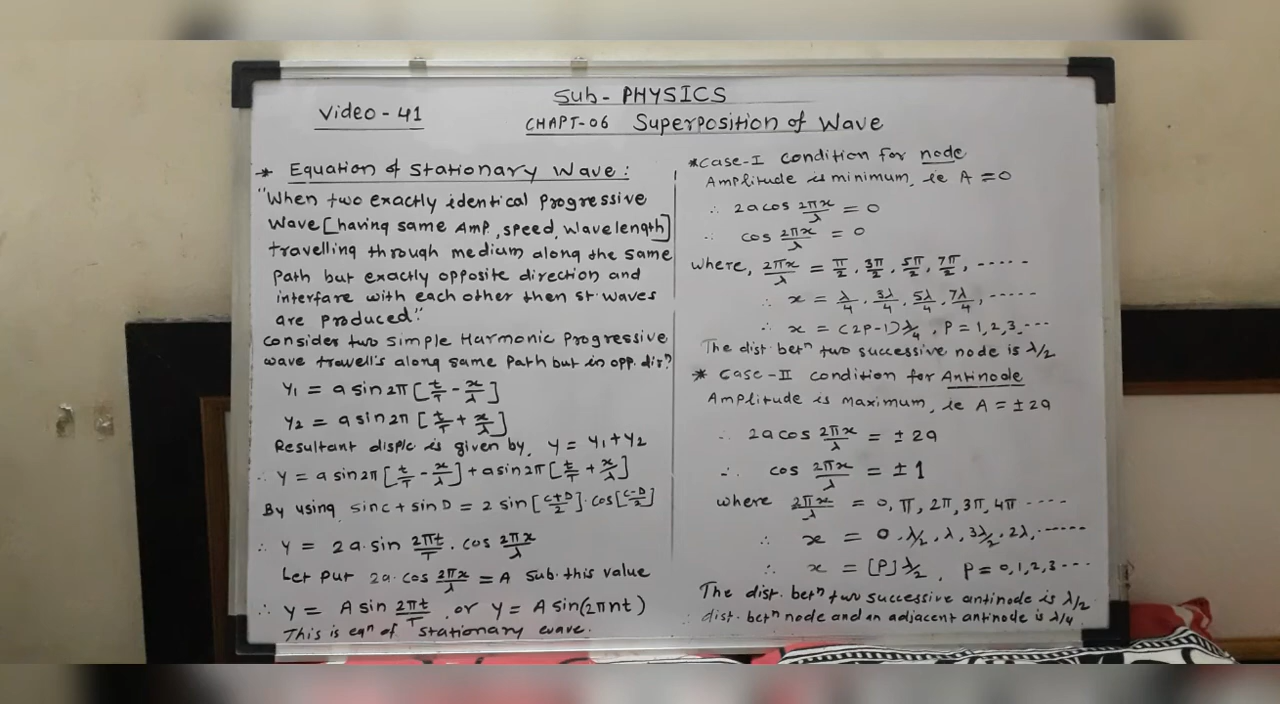 Sub- PHYSICS
Video - 41
CHAPT-06 Superposition of Wave
* Equation of Stationary Wave:
"When two exactly identical Progressive
Wave [having same Amp, speed, wavelength]
travelling through medium along the same
Path but exactly opposite direction and
interfare with each other then st. waves
are produced."
consider two simple Harmonic Progressive
wave travell's along same Path but in opp. dirⁿ
Y₁ = a sin 2π [t/T - x/λ]
Y₂ = a sin 2π [t/T + x/λ]
Resultant displc is given by, Y = Y₁ + Y₂
∴ Y = a sin 2π [t/T - x/λ] + a sin 2π [t/T + x/λ]
By using sin C + sin D = 2 sin [C+D/2] . cos [C-D/2]
∴ Y = 2a. sin 2πt/T . cos 2πx/λ
Let Put 2a. cos 2πx/λ = A Sub. this value
∴ Y = A sin 2πt/T or Y = A sin(2πnt)
This is eqⁿ of stationary wave.
* Case-I condition for node
Amplitude is minimum, ie A = 0
∴ 2a cos 2πx/λ = 0
∴ cos 2πx/λ = 0
where, 2πx/λ = π/2, 3π/2, 5π/2, 7π/2, -----
∴ x = λ/4, 3λ/4, 5λ/4, 7λ/4, -----
∴ x = (2P-1)λ/4, P = 1,2,3,---
The dist. betⁿ two successive node is λ/2
* Case-II condition for Antinode
Amplitude is Maximum, ie A = ±2a
∴ 2a cos 2πx/λ = ± 2a
∴ cos 2πx/λ = ± 1
where 2πx/λ = 0, π, 2π, 3π, 4π ----
∴ x = 0, λ/2, λ, 3λ/2, 2λ, -----
∴ x = [P] λ/2, P = 0,1,2,3 ---
The dist. betⁿ two successive antinode is λ/2
∴ dist. betⁿ node and an adjacent antinode is λ/4.